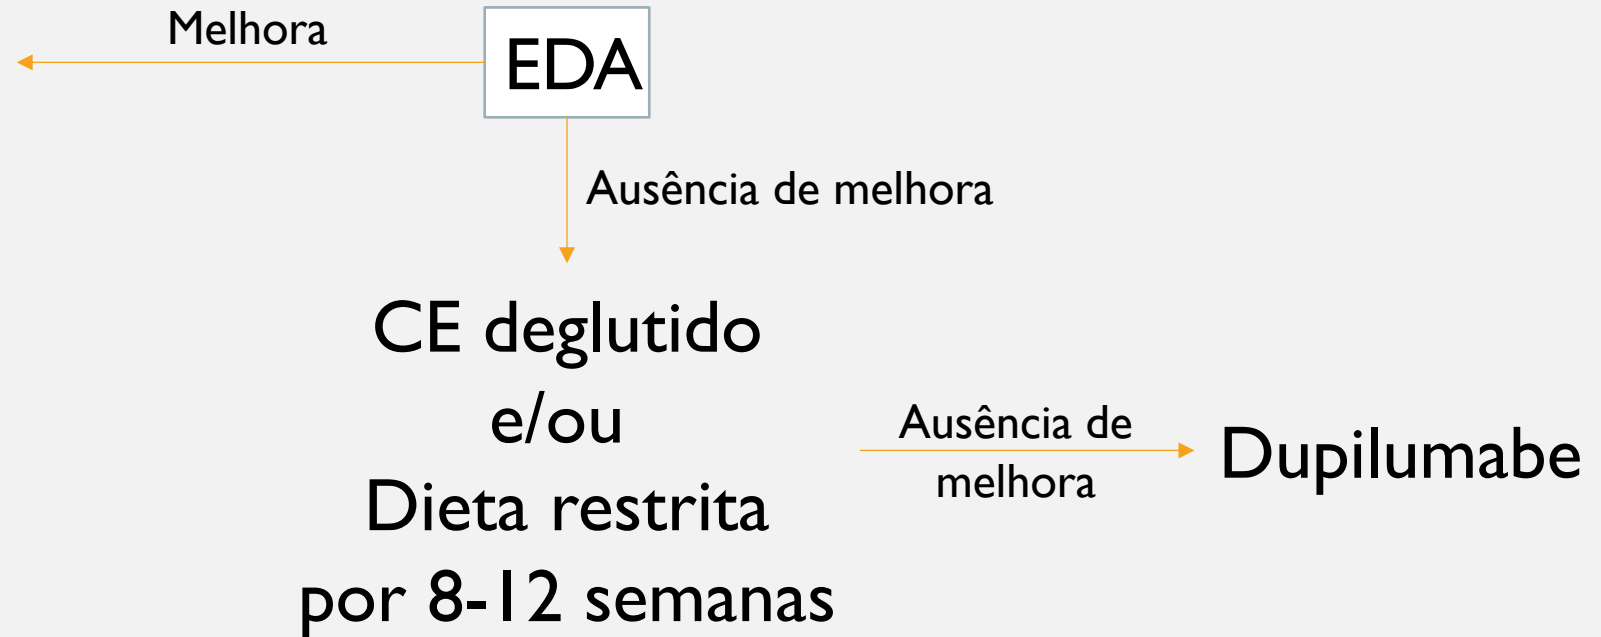 Melhora
EDA
Ausência de melhora
CE deglutido
e/ou
Dieta restrita
por 8-12 semanas
Ausência de
melhora
Dupilumabe